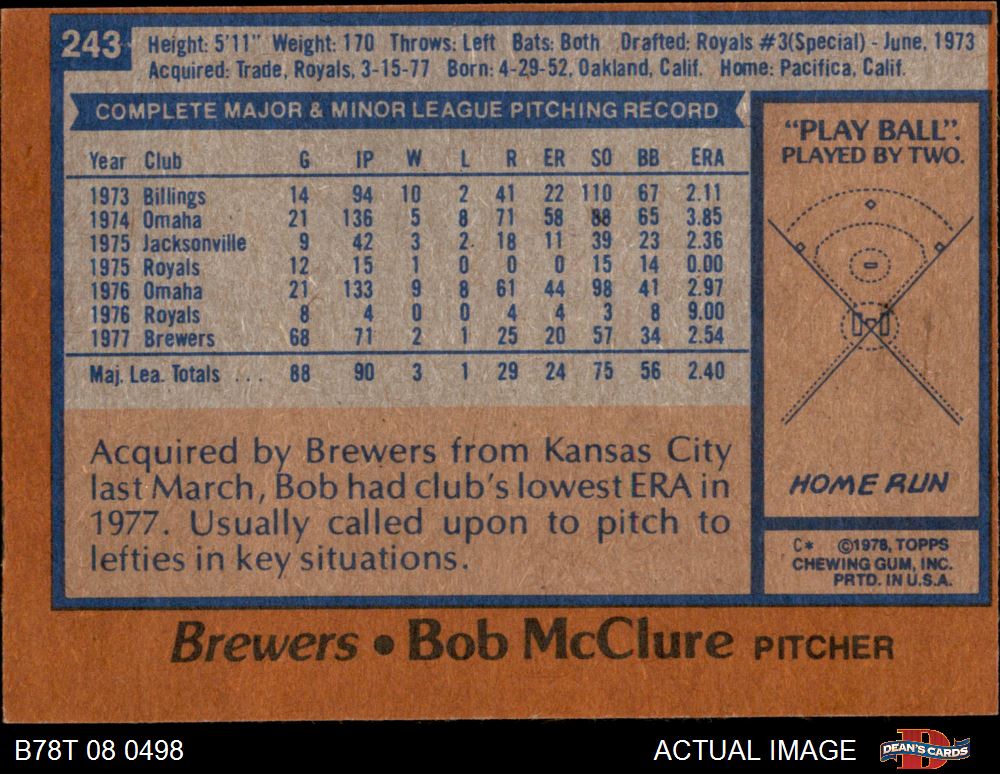 243
Height: 5'11" Weight: 170 Throws: Left Bats: Both Drafted: Royals #3(Special) - June, 1973
Acquired: Trade, Royals, 3-15-77 Born: 4-29-52, Oakland, Calif. Home: Pacifica, Calif.
COMPLETE MAJOR & MINOR LEAGUE PITCHING RECORD
Year Club G IP W L R ER SO BB ERA
1973 Billings 14 94 10 2 41 22 110 67 2.11
1974 Omaha 21 136 5 8 71 58 88 65 3.85
1975 Jacksonville 9 42 3 2 18 11 39 23 2.36
1975 Royals 12 15 1 0 0 0 15 14 0.00
1976 Omaha 21 133 9 8 61 44 98 41 2.97
1976 Royals 8 4 0 0 4 4 3 8 9.00
1977 Brewers 68 71 2 1 25 20 57 34 2.54
Maj. Lea. Totals ... 88 90 3 1 29 24 75 56 2.40
Acquired by Brewers from Kansas City
last March, Bob had club's lowest ERA in
1977. Usually called upon to pitch to
lefties in key situations.
"PLAY BALL".
PLAYED BY TWO.
HOME RUN
C* ©1978, TOPPS
CHEWING GUM, INC.
PRTD. IN U.S.A.
Brewers • Bob McClure PITCHER
B78T 08 0498
ACTUAL IMAGE
DEAN'S CARDS